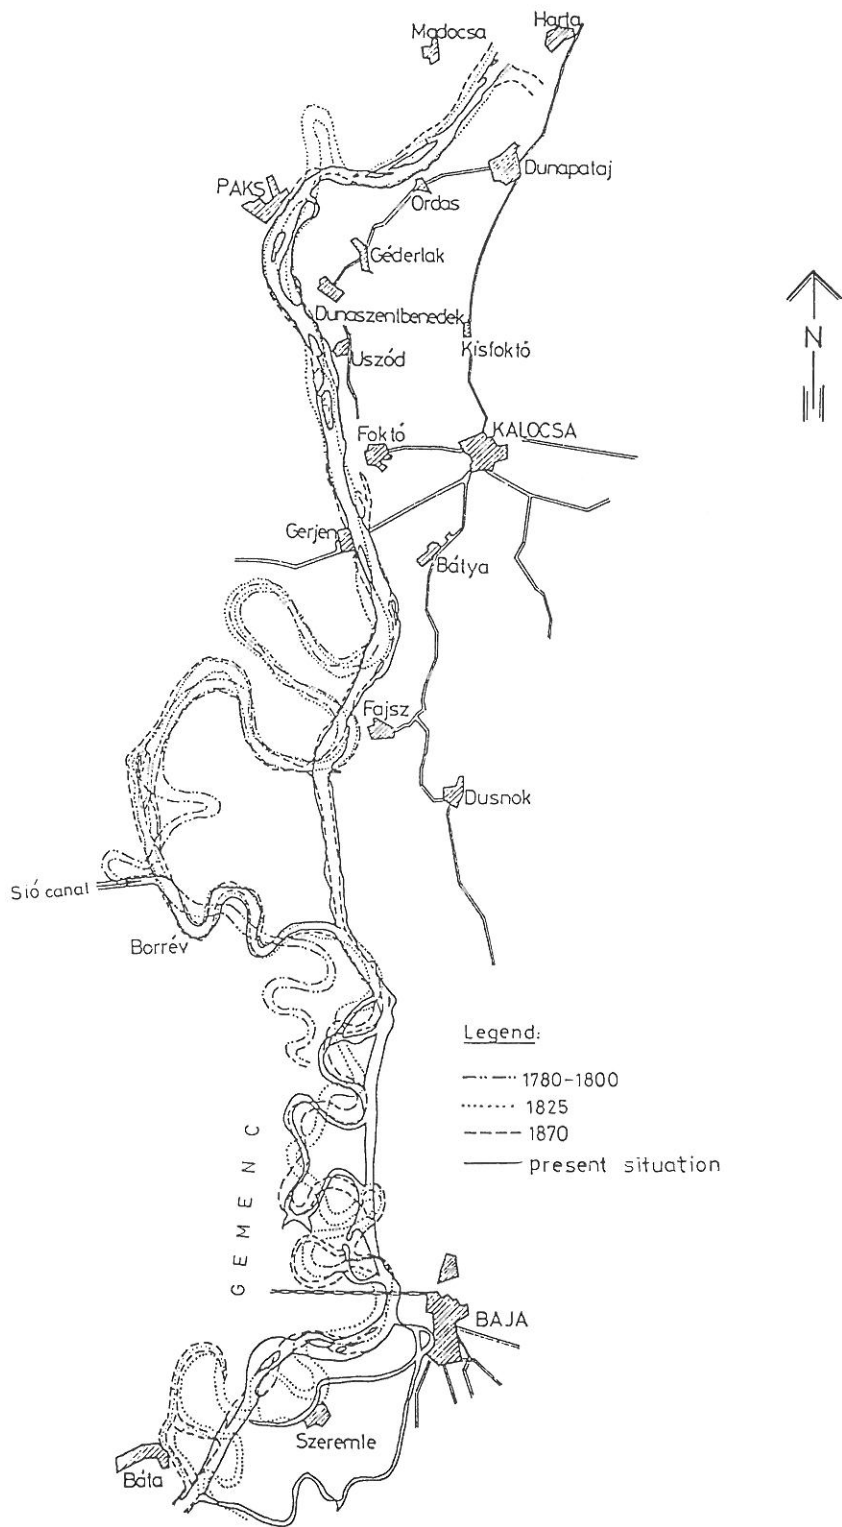 Madocsa
Harta
PAKS
Dunapataj
Ordas
Géderlak
Dunaszentbenedek
Uszód
Kisfoktő
N
Foktő
KALOCSA
Gerjen
Bátya
Fajsz
Dusnok
Sió canal
Borrév
Legend:
1780-1800
1825
1870
present situation
GEMENC
BAJA
Szeremle
Báta